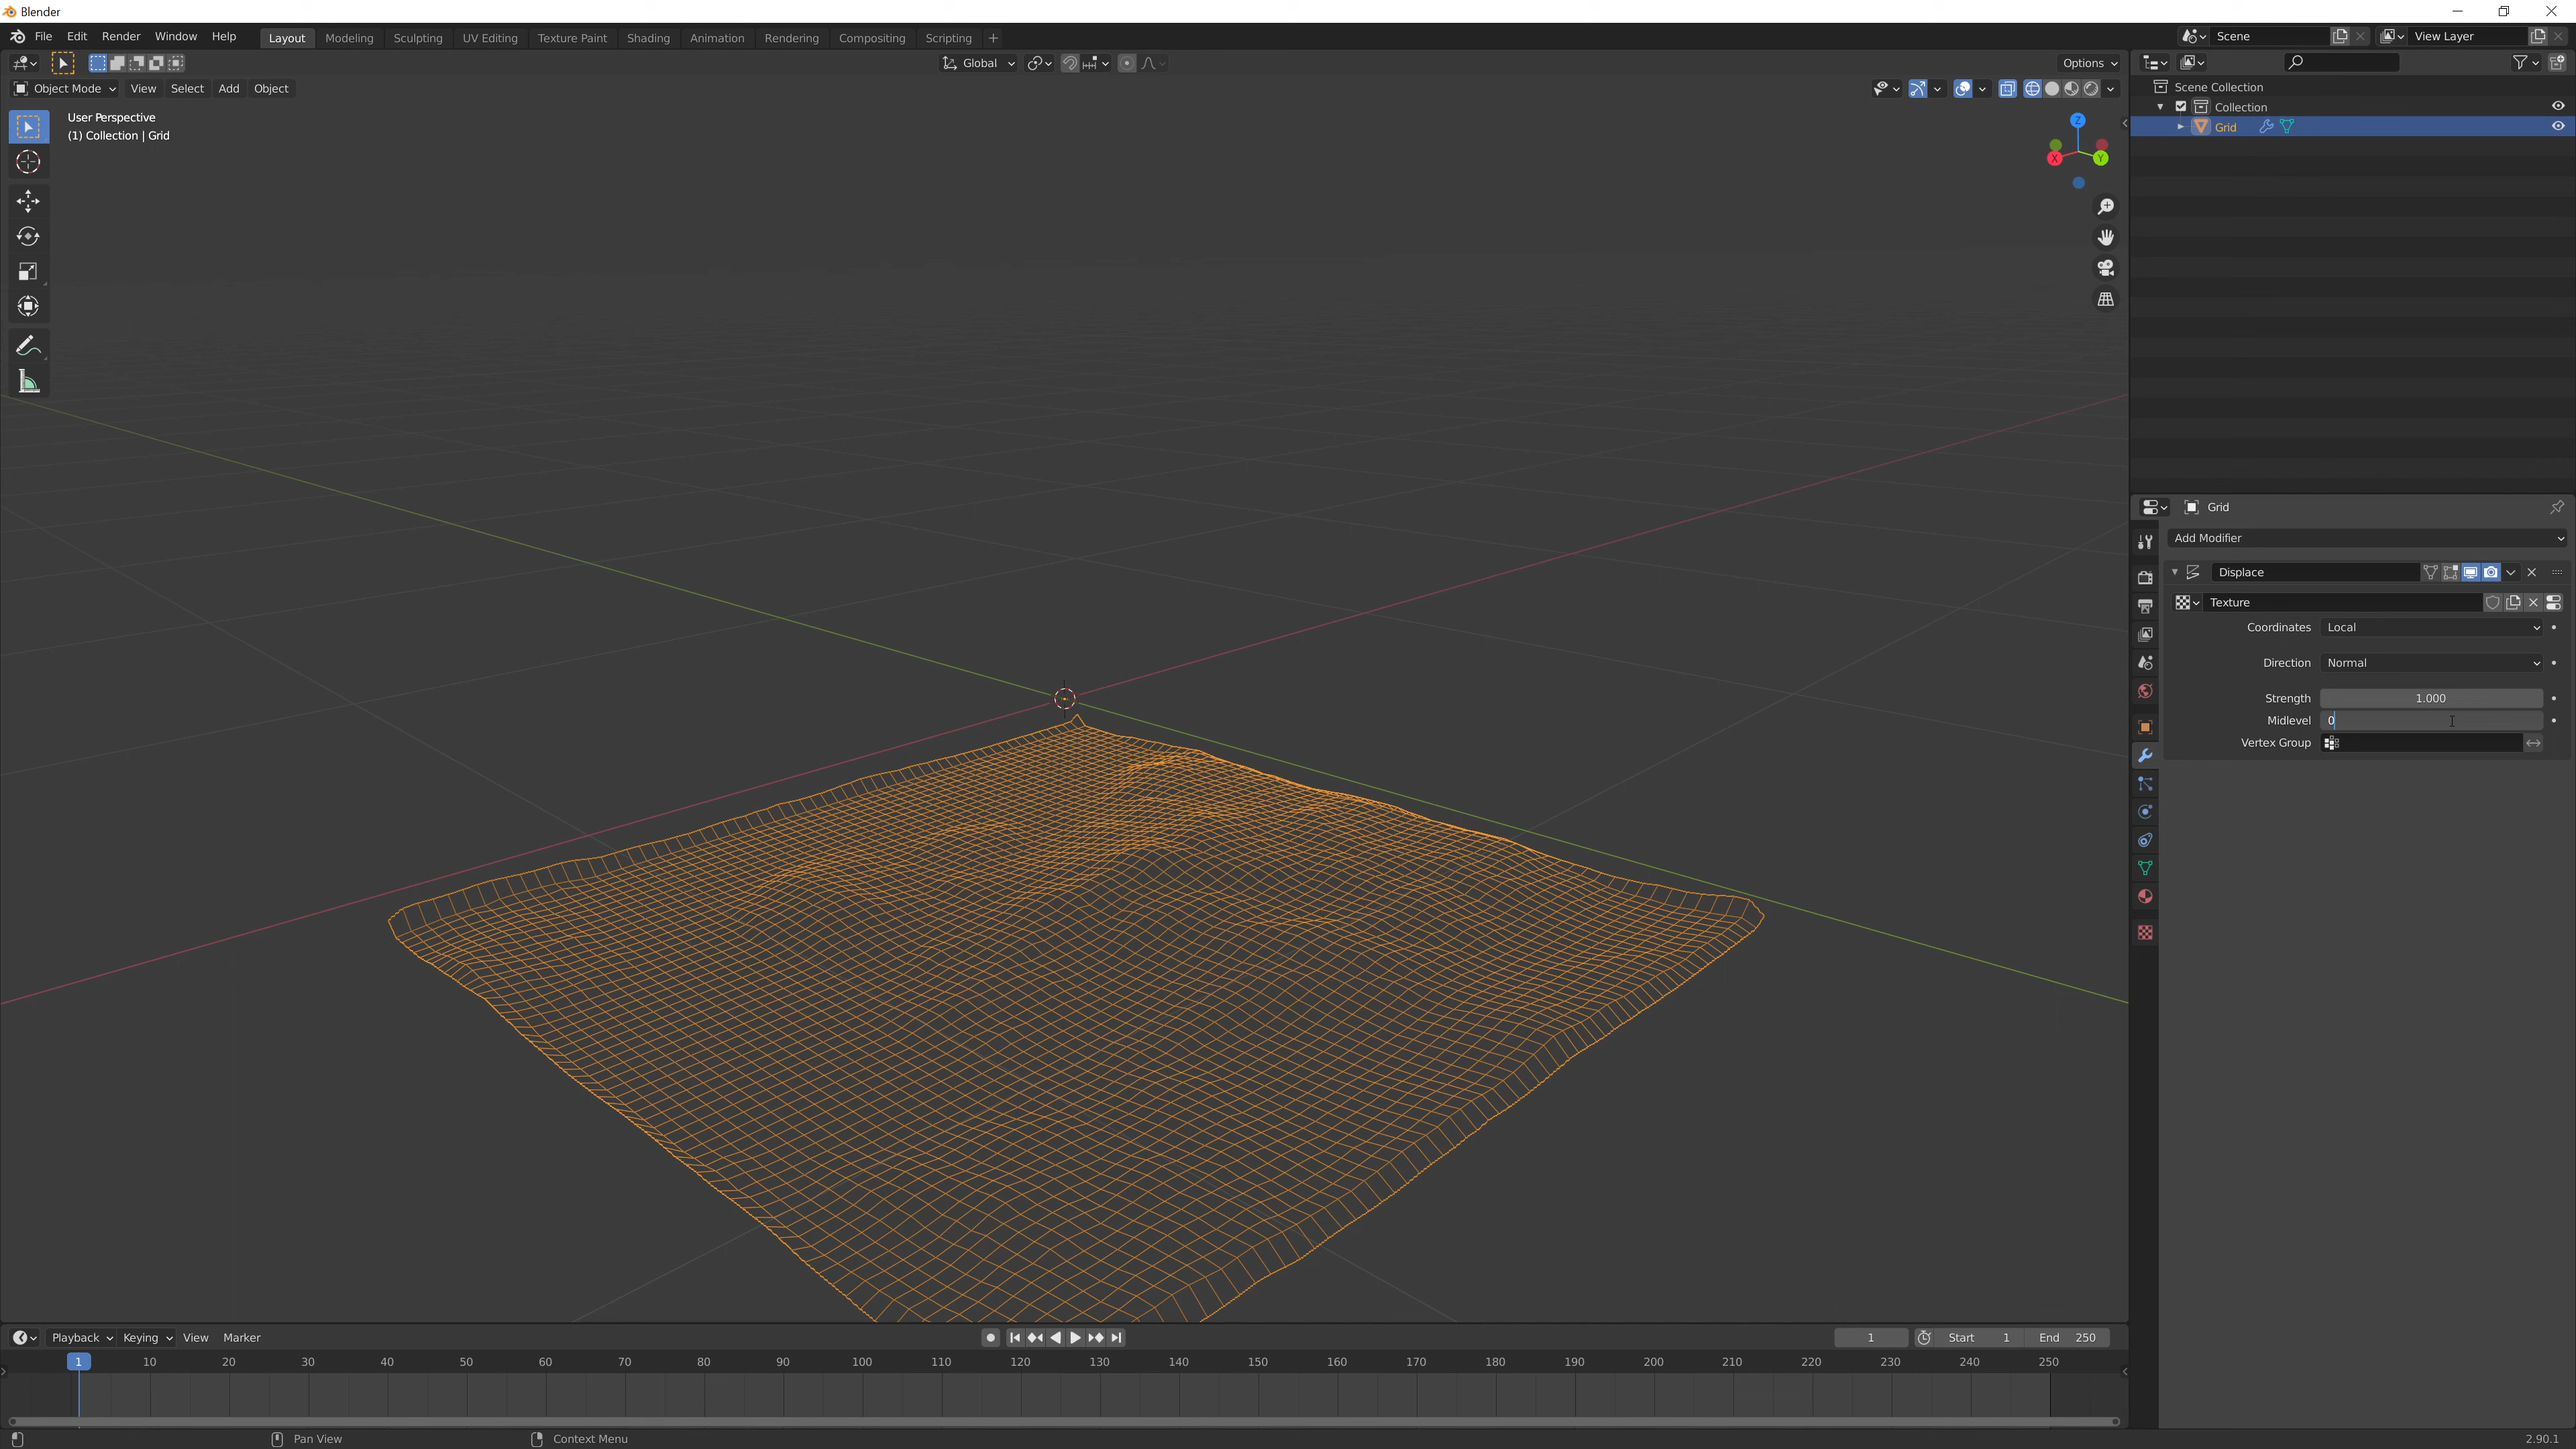 Blender
File Edit Render Window Help Layout Modeling Sculpting UV Editing Texture Paint Shading Animation Rendering Compositing Scripting + Scene View Layer
Global Options
Object Mode View Select Add Object
User Perspective
(1) Collection | Grid
Z
X Y
Scene Collection
Collection
Grid
Grid
Add Modifier
Displace
Texture
Coordinates Local
Direction Normal
Strength 1.000
Midlevel 0
Vertex Group
Playback Keying View Marker 1 Start 1 End 250
1 10 20 30 40 50 60 70 80 90 100 110 120 130 140 150 160 170 180 190 200 210 220 230 240 250
Pan View Context Menu 2.90.1